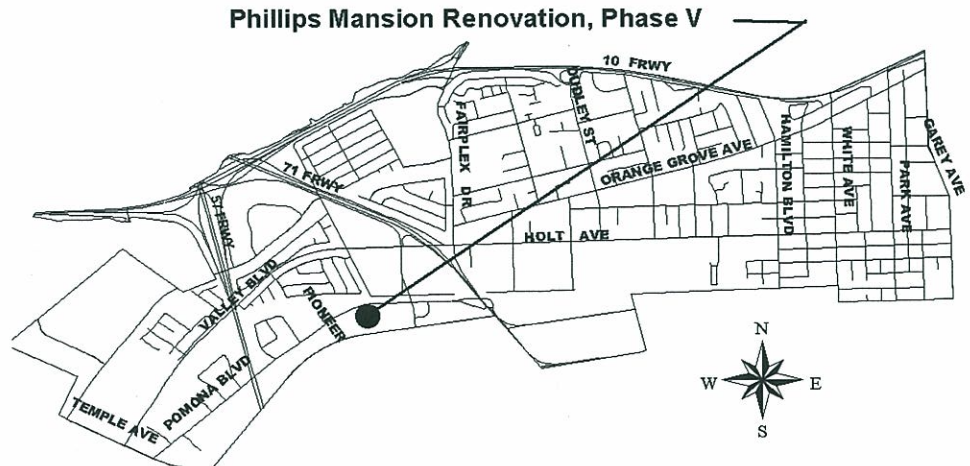 Phillips Mansion Renovation, Phase V
10 FRWY
DUDLEY ST
FAIRPLEX DR
ORANGE GROVE AVE
HAMILTON BLVD
WHITE AVE
PARK AVE
GAREY AVE
71 FRWY
57 FRWY
HOLT AVE
VALLEY BLVD
PIONEER
POMONA BLVD
TEMPLE AVE
N
W
E
S